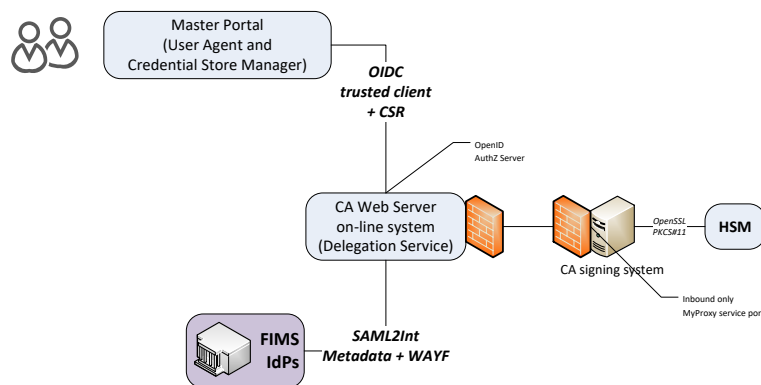 Master Portal
(User Agent and
Credential Store Manager)
OIDC
trusted client
+ CSR
OpenID
AuthZ Server
CA Web Server
on-line system
(Delegation Service)
OpenSSL
PKCS#11
HSM
CA signing system
Inbound only
MyProxy service por
FIMS
IdPs
SAML2Int
Metadata + WAYF